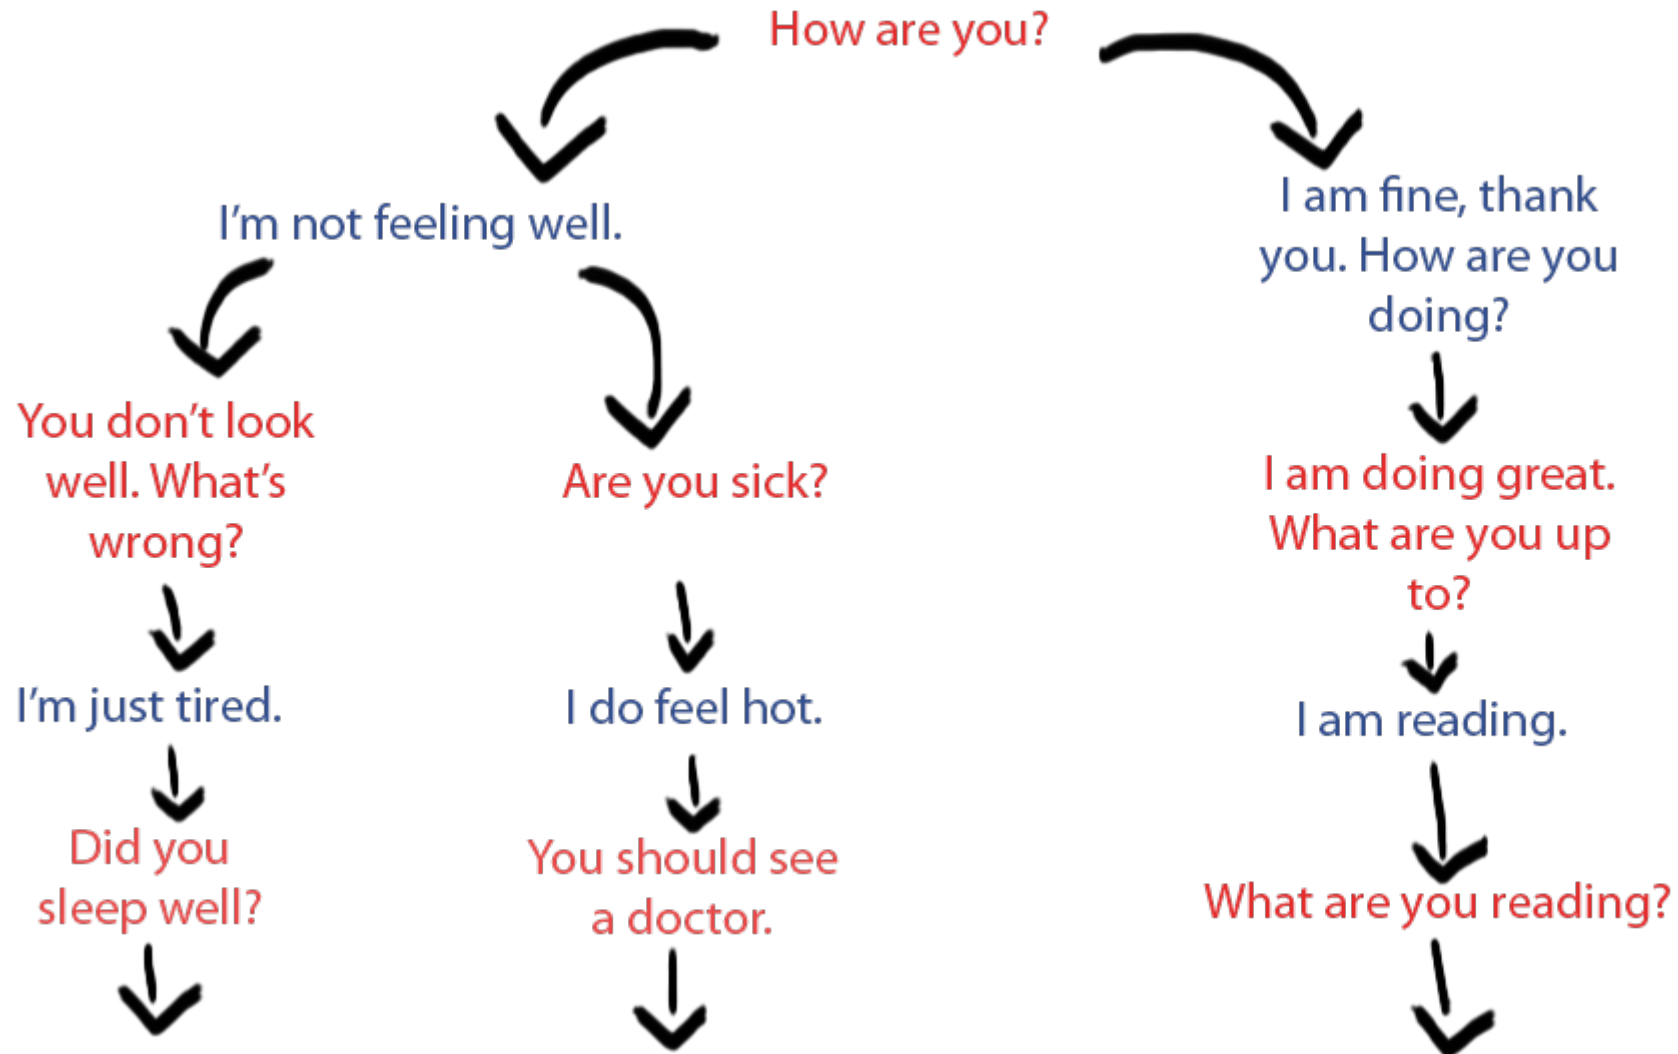 How are you?
I'm not feeling well.
I am fine, thank
you. How are you
doing?
You don't look
well. What's
wrong?
Are you sick?
I am doing great.
What are you up
to?
I'm just tired.
I do feel hot.
I am reading.
Did you
sleep well?
You should see
a doctor.
What are you reading?